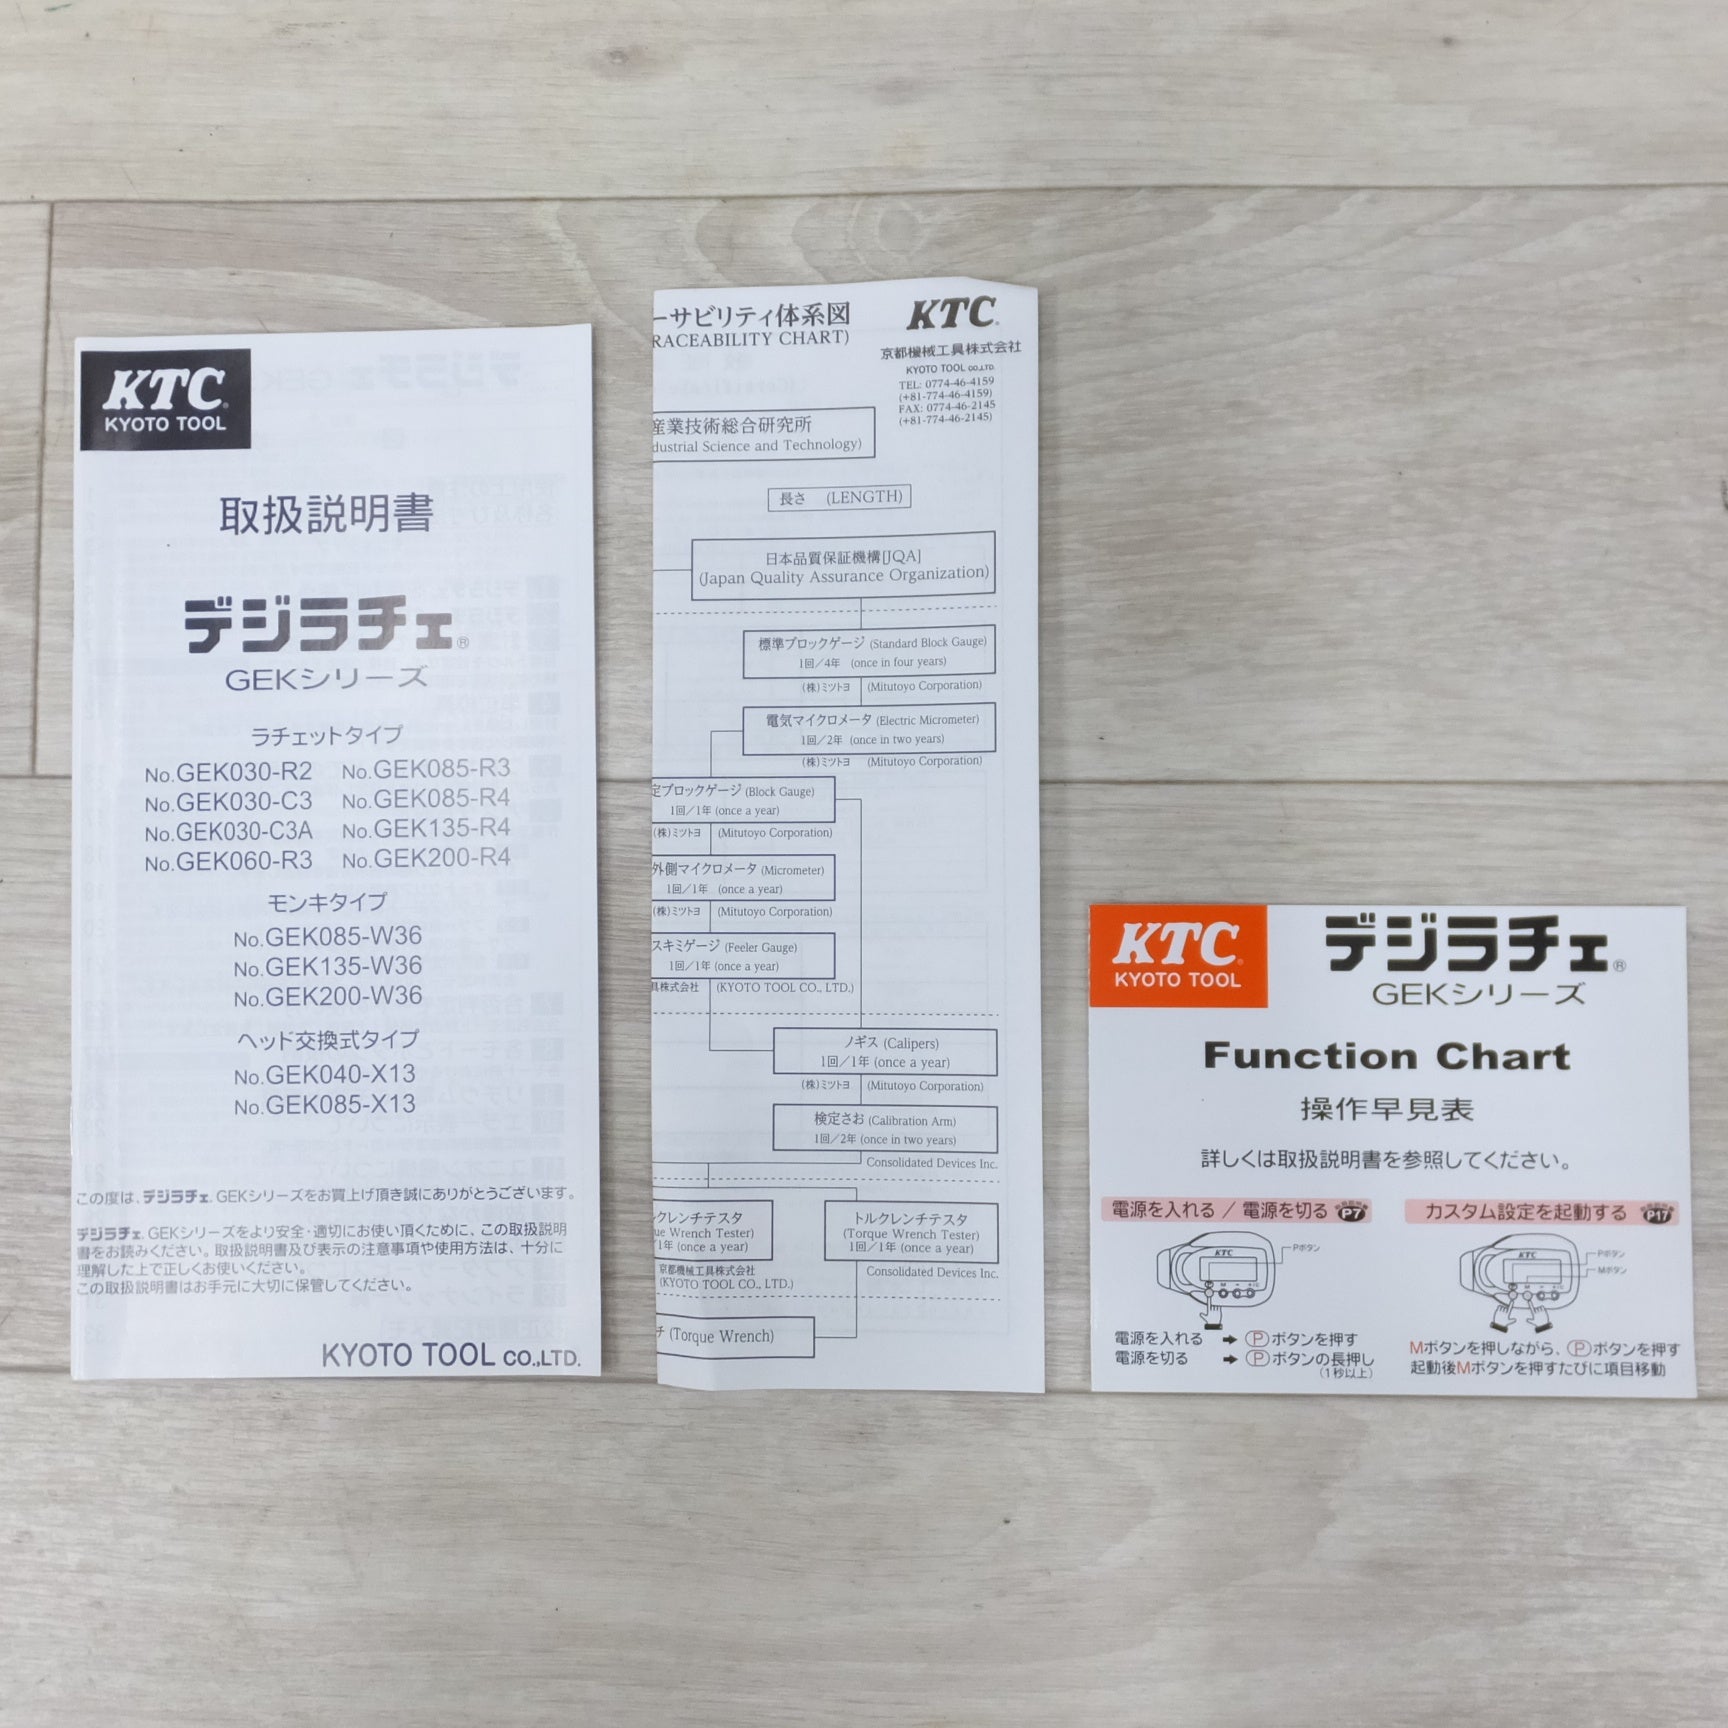 KTC
KYOTO TOOL
取扱説明書
デジラチェ®
GEKシリーズ
ラチェットタイプ
No.GEK030-R2 No.GEK085-R3
No.GEK030-C3 No.GEK085-R4
No.GEK030-C3A No.GEK135-R4
No.GEK060-R3 No.GEK200-R4
モンキタイプ
No.GEK085-W36
No.GEK135-W36
No.GEK200-W36
ヘッド交換式タイプ
No.GEK040-X13
No.GEK085-X13
この度は、デジラチェ. GEKシリーズをお買上げ頂き誠にありがとうございます。
デジラチェ. GEKシリーズをより安全・適切にお使い頂くために、この取扱説明
書をお読みください。取扱説明書及び表示の注意事項や使用方法は、十分に
理解した上で正しくお使いください。
この取扱説明書はお手元に大切に保管してください。
KYOTO TOOL CO.,LTD.
ーサビリティ体系図
RACEABILITY CHART)
KTC
京都機械工具株式会社
KYOTO TOOL CO.,LTD.
TEL: 0774-46-4159
(+81-774-46-4159)
FAX: 0774-46-2145
(+81-774-46-2145)
産業技術総合研究所
dustrial Science and Technology)
長さ (LENGTH)
日本品質保証機構[JQA]
(Japan Quality Assurance Organization)
標準ブロックゲージ (Standard Block Gauge)
1回／4年 (once in four years)
(株)ミツトヨ (Mitutoyo Corporation)
電気マイクロメータ (Electric Micrometer)
1回／2年 (once in two years)
(株)ミツトヨ (Mitutoyo Corporation)
定ブロックゲージ (Block Gauge)
1回／1年 (once a year)
(株)ミツトヨ (Mitutoyo Corporation)
外側マイクロメータ (Micrometer)
1回／1年 (once a year)
(株)ミツトヨ (Mitutoyo Corporation)
スキミゲージ (Feeler Gauge)
1回／1年 (once a year)
具株式会社 (KYOTO TOOL CO., LTD.)
ノギス (Calipers)
1回／1年 (once a year)
(株)ミツトヨ (Mitutoyo Corporation)
検定さお (Calibration Arm)
1回／2年 (once in two years)
Consolidated Devices Inc.
クレンチテスタ
ue Wrench Tester)
1年 (once a year)
京都機械工具株式会社
(KYOTO TOOL CO., LTD.)
トルクレンチテスタ
(Torque Wrench Tester)
1回／1年 (once a year)
Consolidated Devices Inc.
チ (Torque Wrench)
KTC
KYOTO TOOL
デジラチェ®
GEKシリーズ
Function Chart
操作早見表
詳しくは取扱説明書を参照してください。
電源を入れる ／ 電源を切る P7
KTC
Pボタン
電源を入れる ➡ Ⓟボタンを押す
電源を切る ➡ Ⓟボタンの長押し
(1秒以上)
カスタム設定を起動する P17
KTC
Pボタン
Mボタン
Mボタンを押しながら、Ⓟボタンを押す
起動後Mボタンを押すたびに項目移動